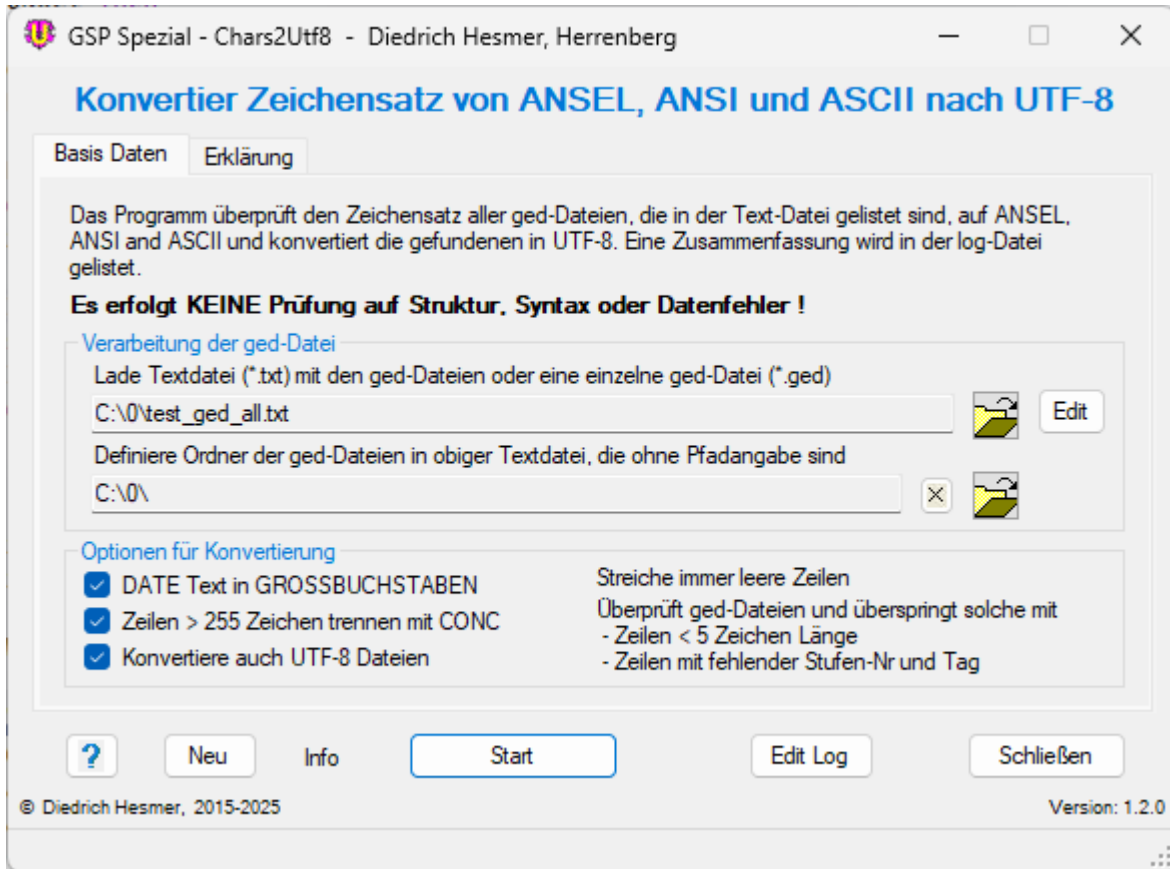 GSP Spezial - Chars2Utf8 - Diedrich Hesmer, Herrenberg
Konvertier Zeichensatz von ANSEL, ANSI und ASCII nach UTF-8
Basis Daten
Erklärung
Das Programm überprüft den Zeichensatz aller ged-Dateien, die in der Text-Datei gelistet sind, auf ANSEL,
ANSI and ASCII und konvertiert die gefundenen in UTF-8. Eine Zusammenfassung wird in der log-Datei
gelistet.
Es erfolgt KEINE Prüfung auf Struktur, Syntax oder Datenfehler !
Verarbeitung der ged-Datei
Lade Textdatei (*.txt) mit den ged-Dateien oder eine einzelne ged-Datei (*.ged)
C:\0\test_ged_all.txt
Edit
Definiere Ordner der ged-Dateien in obiger Textdatei, die ohne Pfadangabe sind
C:\0\
Optionen für Konvertierung
DATE Text in GROSSBUCHSTABEN
Zeilen > 255 Zeichen trennen mit CONC
Konvertiere auch UTF-8 Dateien
Streiche immer leere Zeilen
Überprüft ged-Dateien und überspringt solche mit
- Zeilen < 5 Zeichen Länge
- Zeilen mit fehlender Stufen-Nr und Tag
?
Neu
Info
Start
Edit Log
Schließen
© Diedrich Hesmer, 2015-2025
Version: 1.2.0